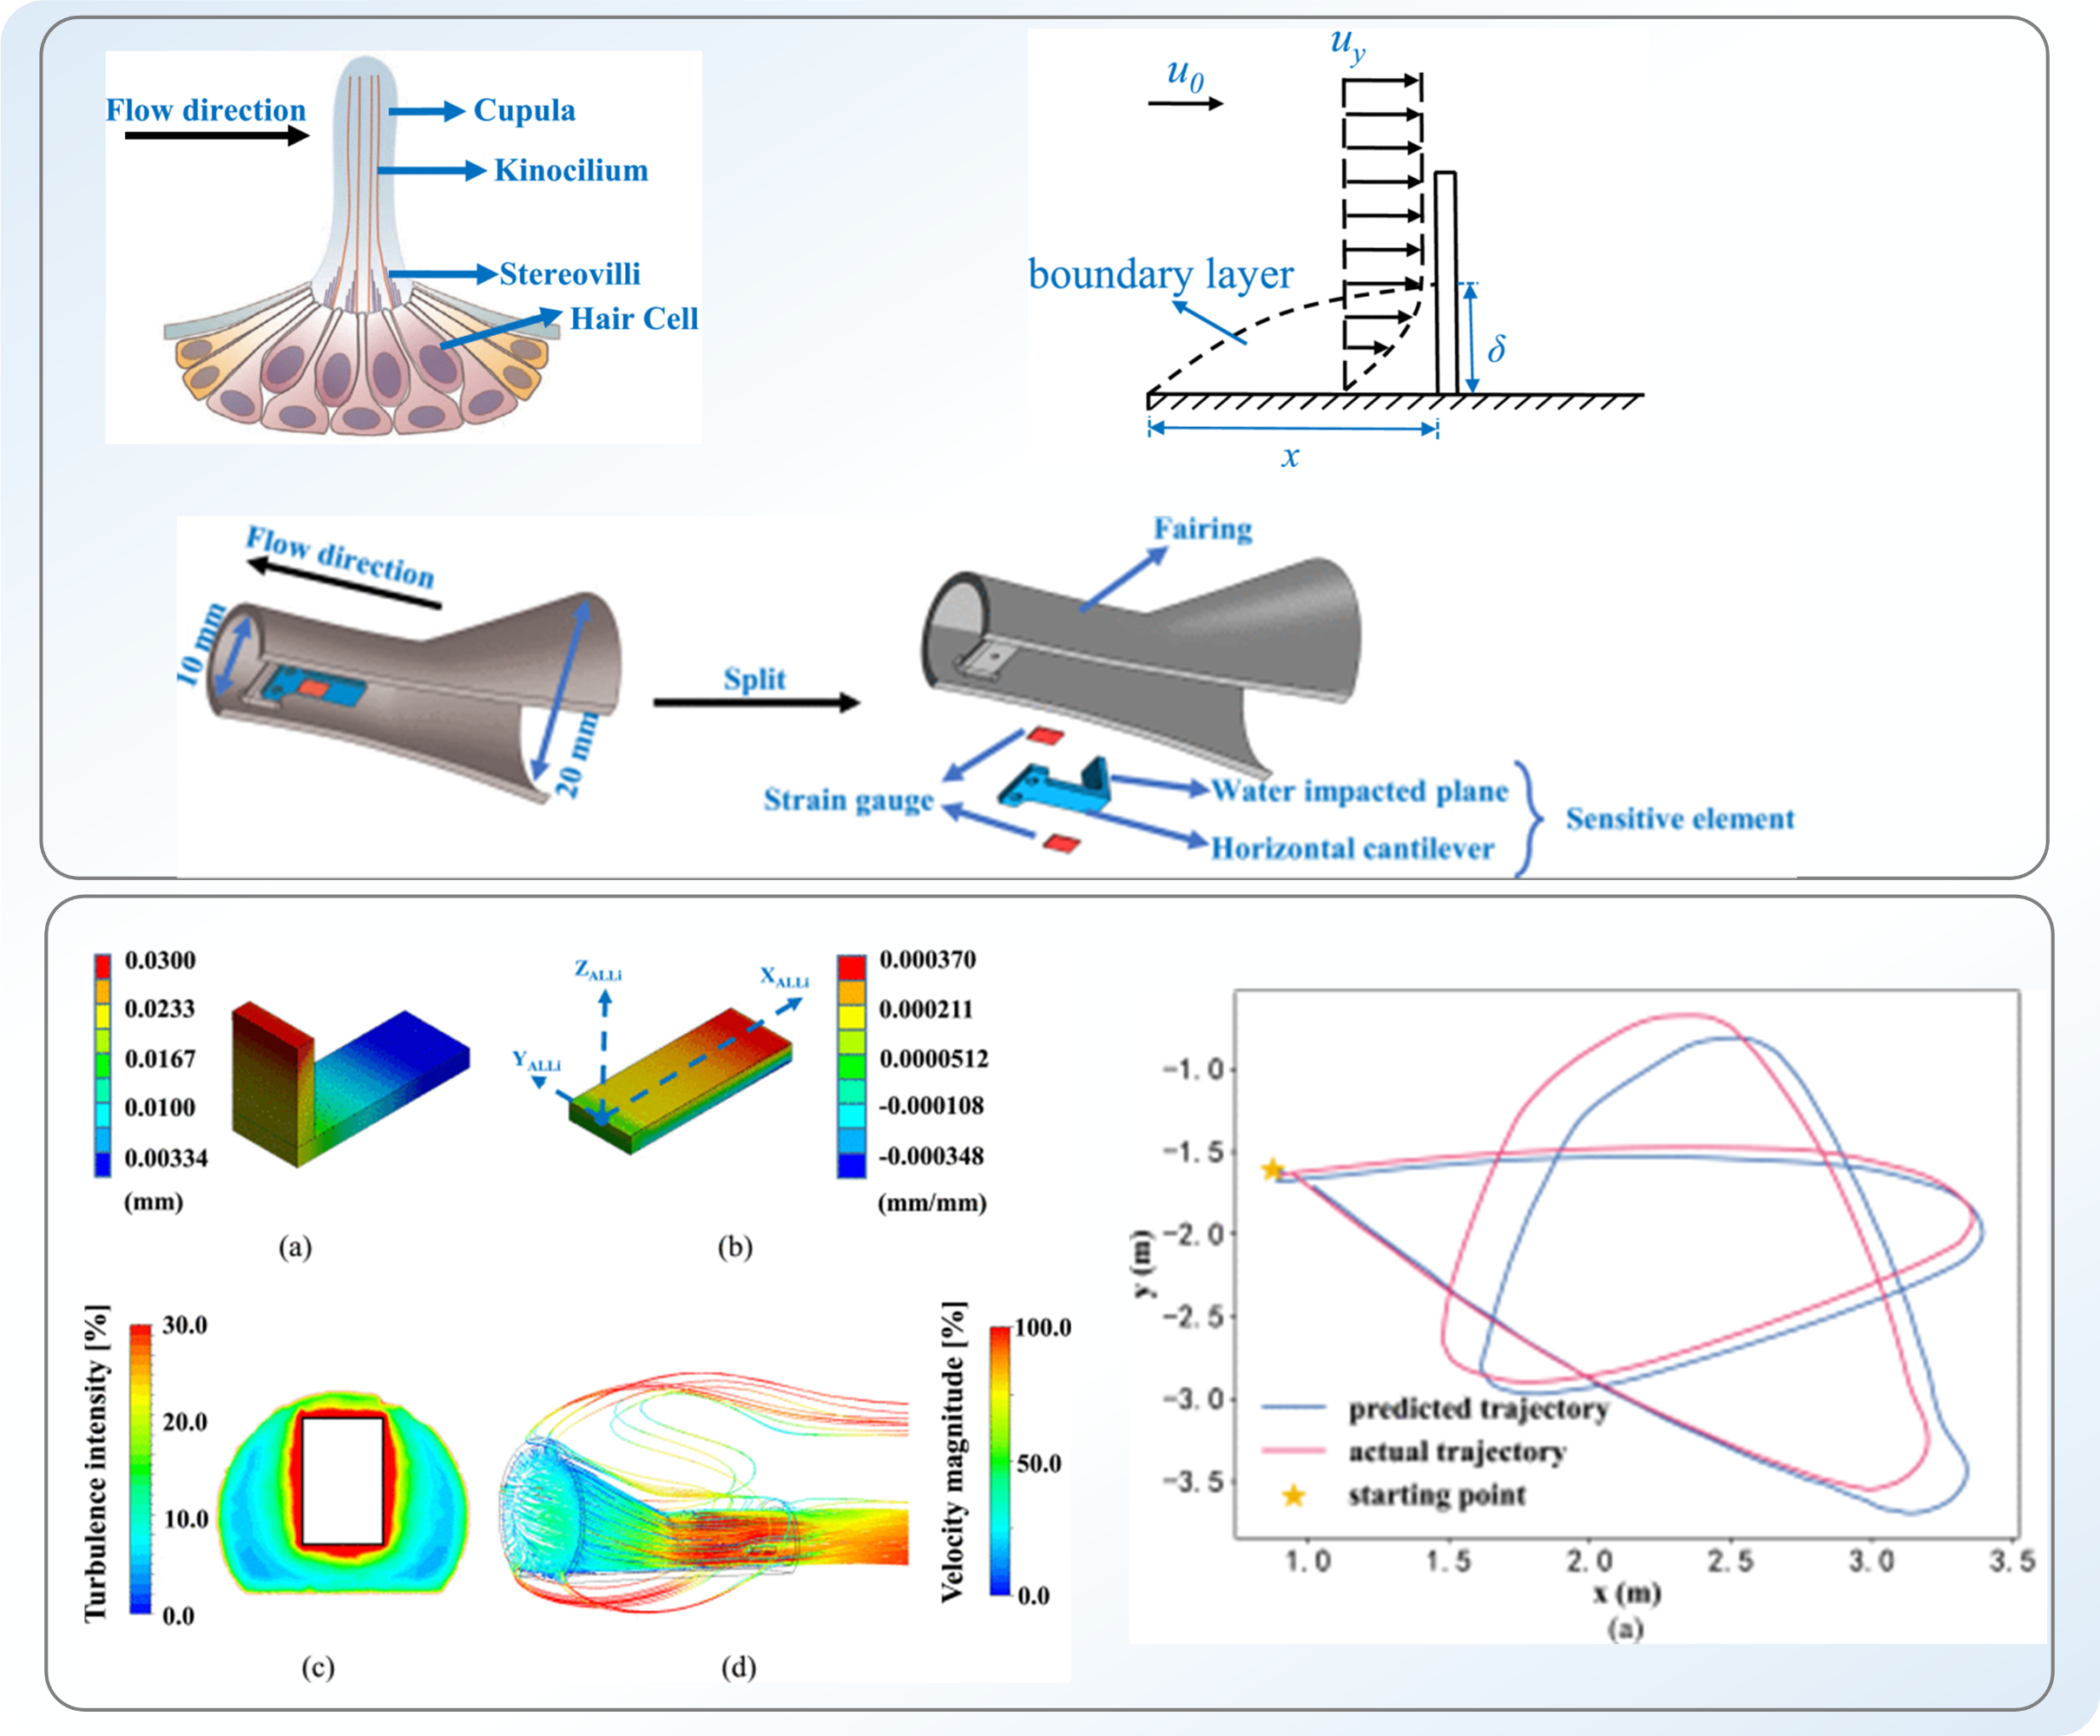 Flow direction
Cupula
Kinocilium
Stereovilli
Hair Cell
u0
uy
boundary layer
δ
x
Flow direction
10 mm
20 mm
Split
Fairing
Strain gauge
Water impacted plane
Horizontal cantilever
Sensitive element
0.0300
0.0233
0.0167
0.0100
0.00334
(mm)
(a)
ZALLi
XALLi
YALLi
0.000370
0.000211
0.0000512
-0.000108
-0.000348
(mm/mm)
(b)
Turbulence intensity [%]
30.0
20.0
10.0
0.0
(c)
Velocity magnitude [%]
100.0
50.0
0.0
(d)
y (m)
−1.0
−1.5
−2.0
−2.5
−3.0
−3.5
predicted trajectory
actual trajectory
starting point
1.0 1.5 2.0 2.5 3.0 3.5
x (m)
(a)